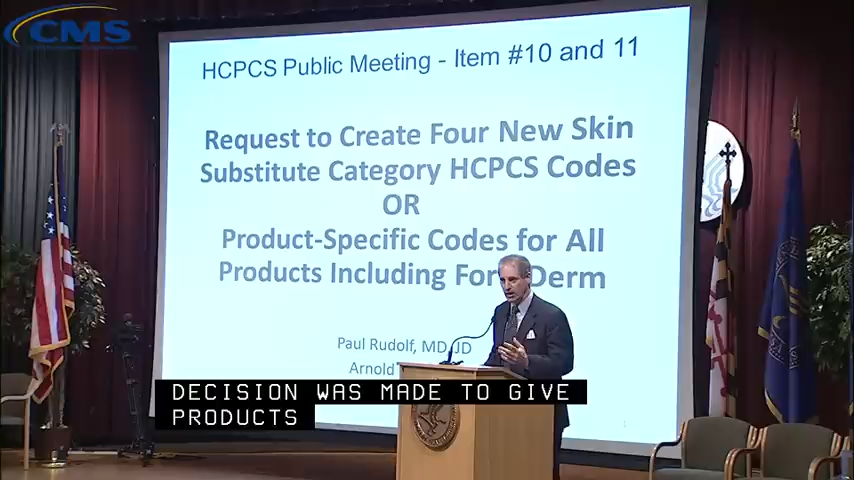 CMS
HCPCS Public Meeting - Item #10 and 11
Request to Create Four New Skin
Substitute Category HCPCS Codes
OR
Product-Specific Codes for All
Products Including For Derm
Paul Rudolf, MD, JD
Arnold
DECISION WAS MADE TO GIVE
PRODUCTS